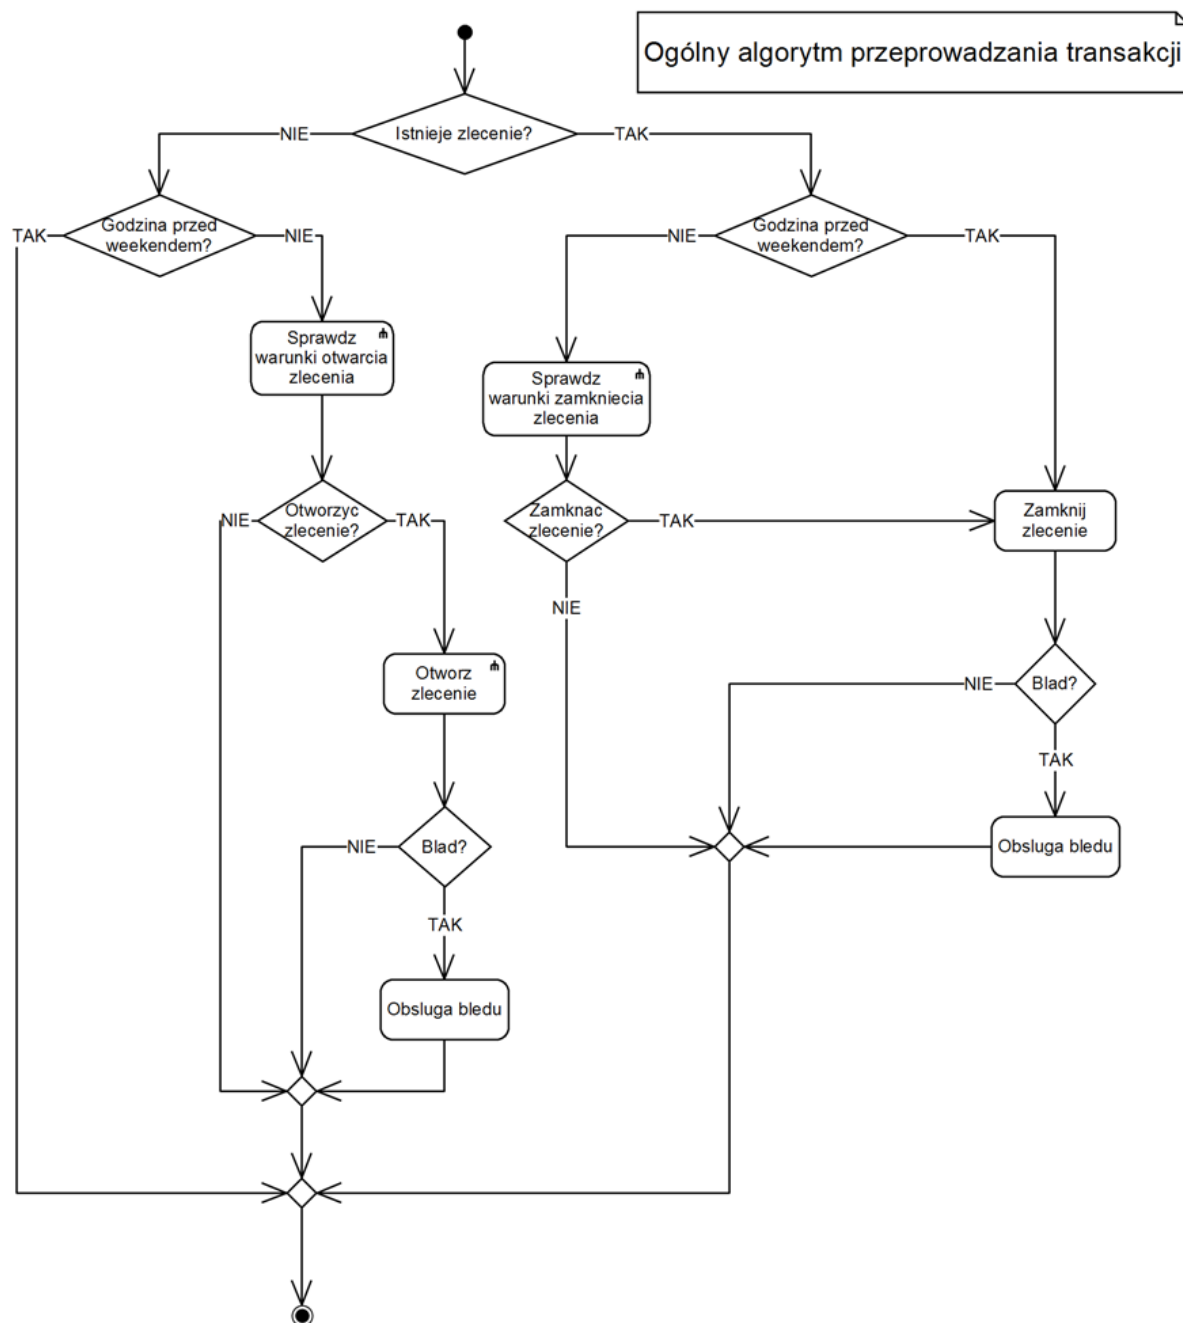 Ogólny algorytm przeprowadzania transakcji
Istnieje zlecenie?
NIE
TAK
Godzina przed
weekendem?
TAK
NIE
Godzina przed
weekendem?
NIE
TAK
Sprawdz
warunki otwarcia
zlecenia
Sprawdz
warunki zamkniecia
zlecenia
Otworzyc
zlecenie?
NIE
TAK
Zamknac
zlecenie?
TAK
NIE
Zamknij
zlecenie
Otworz
zlecenie
Blad?
NIE
TAK
Obsluga bledu
Blad?
NIE
TAK
Obsluga bledu